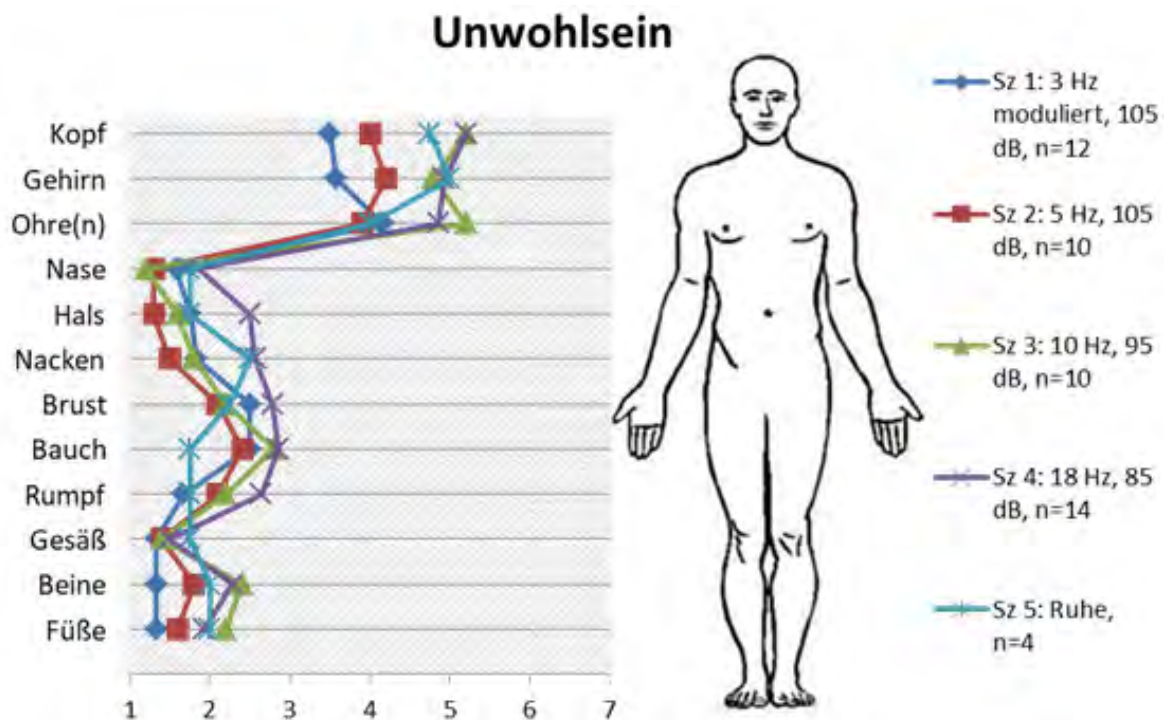 Unwohlsein
Kopf
Gehirn
Ohre(n)
Nase
Hals
Nacken
Brust
Bauch
Rumpf
Gesäß
Beine
Füße
1 2 3 4 5 6 7
Sz 1: 3 Hz
moduliert, 105
dB, n=12
Sz 2: 5 Hz, 105
dB, n=10
Sz 3: 10 Hz, 95
dB, n=10
Sz 4: 18 Hz, 85
dB, n=14
Sz 5: Ruhe,
n=4